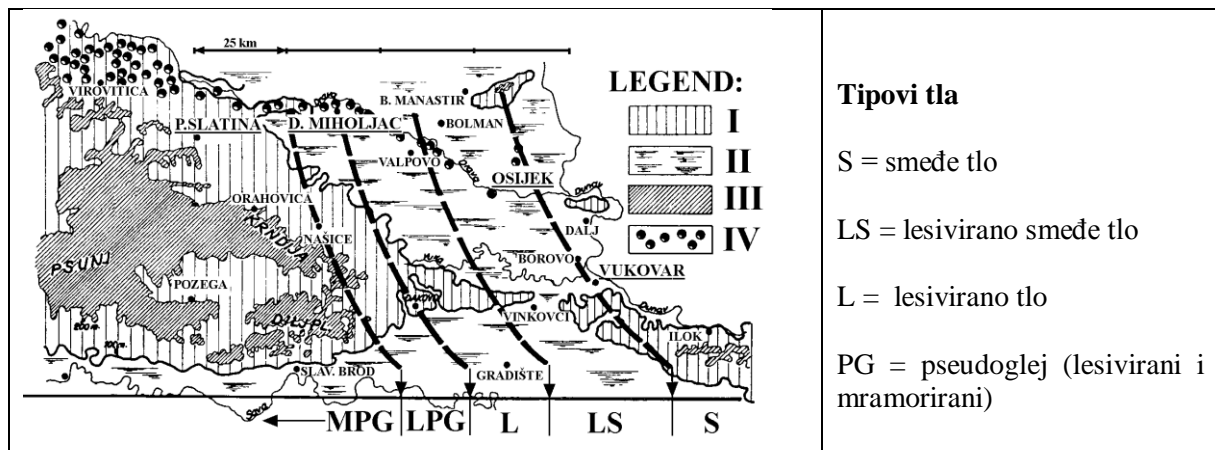 25 km
LEGEND:
I
II
III
IV
VIROVITICA
P.SLATINA
D. MIHOLJAC
B. MANASTIR
BOLMAN
VALPOVO
OSIJEK
ORAHOVICA
KRNDIJA
NAŠICE
DALJ
BOROVO
VUKOVAR
PSUNJ
POZEGA
VINKOVCI
ILOK
SLAV. BROD
GRADIŠTE
Sava
Dunav
MPG LPG L LS S
Tipovi tla
S = smeđe tlo
LS = lesivirano smeđe tlo
L = lesivirano tlo
PG = pseudoglej (lesivirani i
mramorirani)